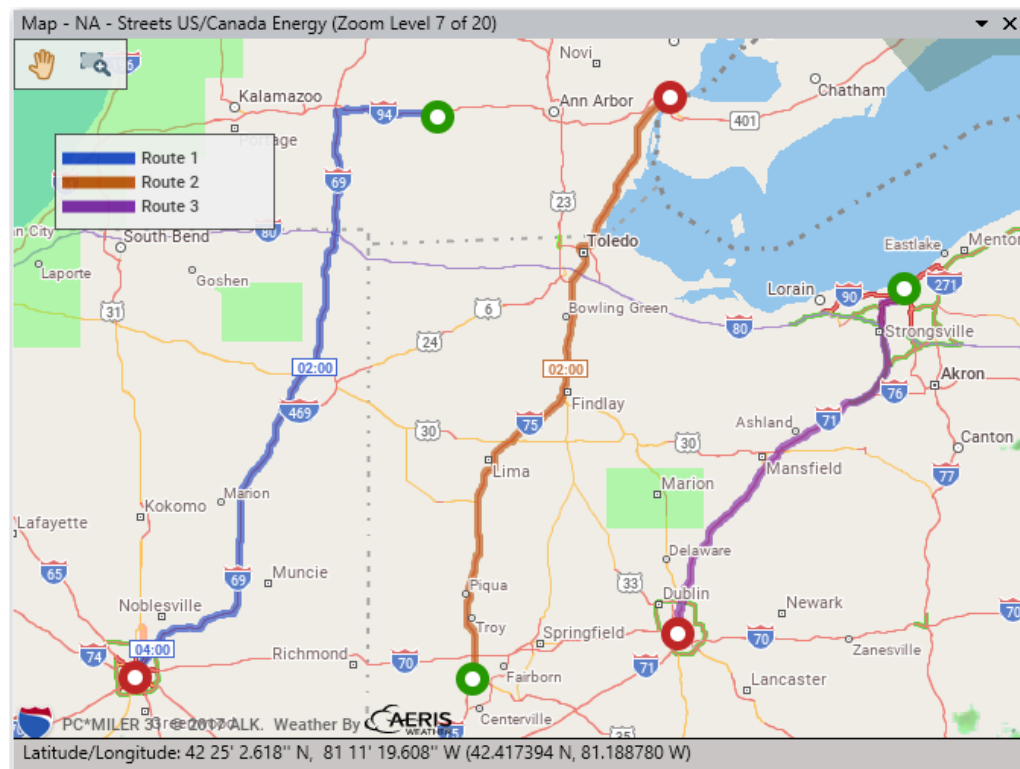 Map - NA - Streets US/Canada Energy (Zoom Level 7 of 20)
Novi
Kalamazoo
94
Ann Arbor
401
Chatham
Portage
Route 1
69
Route 2
Route 3
23
80
South Bend
Toledo
Eastlake
Mentor
Laporte
Goshen
271
Lorain
90
31
6
Bowling Green
80
Strongsville
24
02:00
02:00
Akron
76
469
Findlay
75
71
Ashland
30
30
Canton
Lima
Mansfield
77
Marion
Marion
Kokomo
Lafayette
Delaware
65
69
Muncie
Piqua
33
Noblesville
Dublin
Newark
70
Troy
04:00
74
Richmond
70
Springfield
71
70
Zanesville
Fairborn
Lancaster
Centerville
35
PC*MILER 31 © 2017 ALK. Weather By AERIS WEATHER
Latitude/Longitude: 42 25' 2.618'' N, 81 11' 19.608'' W (42.417394 N, 81.188780 W)